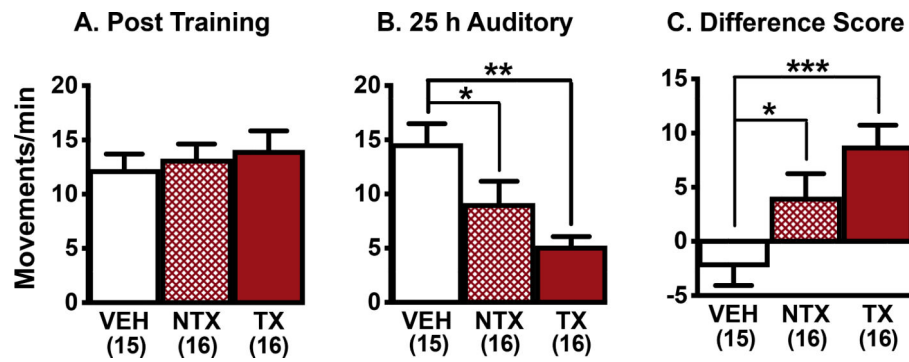 A. Post Training
B. 25 h Auditory
C. Difference Score
Movements/min
20
15
10
5
0
VEH
(15)
NTX
(16)
TX
(16)
20
15
10
5
0
**
*
VEH
(15)
NTX
(16)
TX
(16)
15
10
5
0
-5
***
*
VEH
(15)
NTX
(16)
TX
(16)